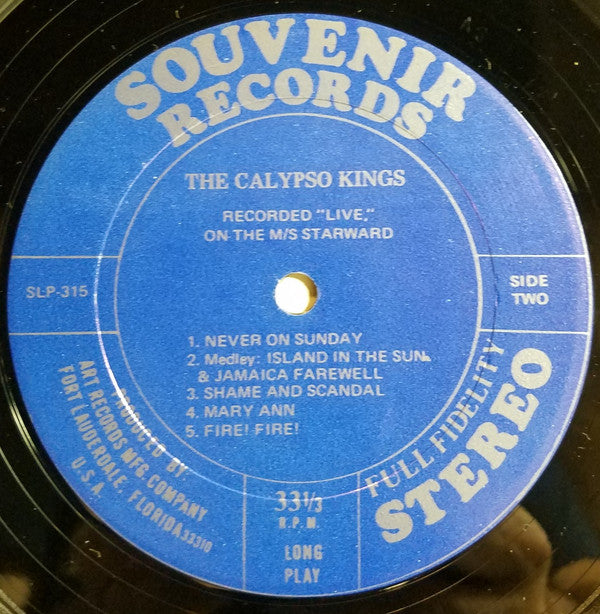 SOUVENIR
RECORDS
THE CALYPSO KINGS
RECORDED "LIVE,"
ON THE M/S STARWARD
SLP-315
SIDE
TWO
1. NEVER ON SUNDAY
2. Medley: ISLAND IN THE SUN
& JAMAICA FAREWELL
3. SHAME AND SCANDAL
4. MARY ANN
5. FIRE! FIRE!
PRODUCED BY:
ART RECORDS MFG. COMPANY
FORT LAUDERDALE, FLORIDA 33310
U.S.A.
33⅓
R.P.M.
LONG
PLAY
FULL FIDELITY
STEREO